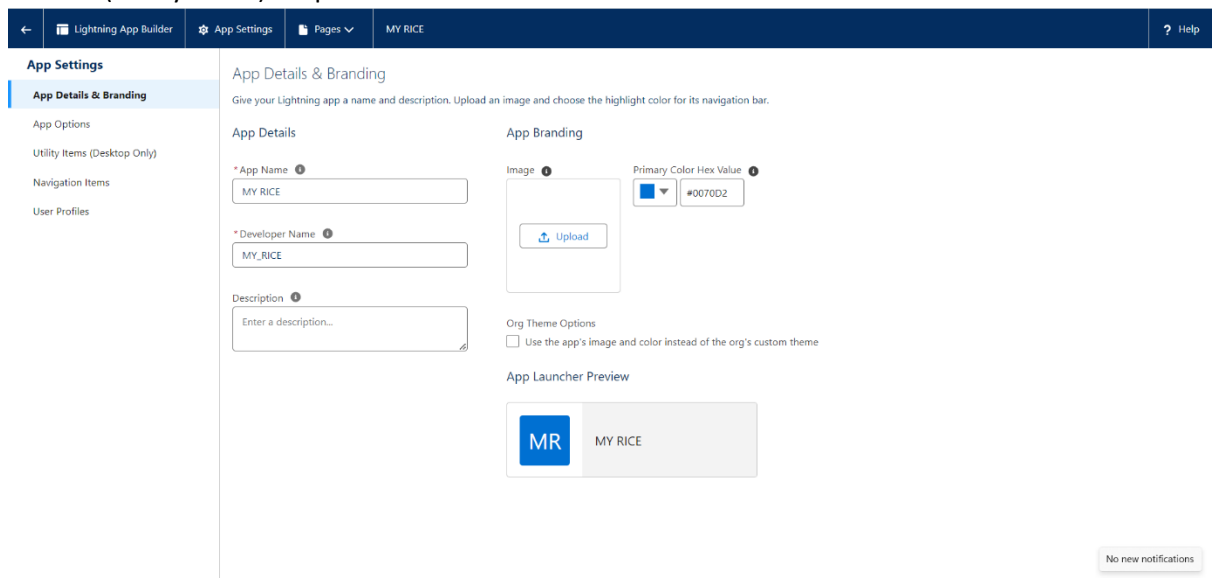 Lightning App Builder
App Settings
Pages
MY RICE
? Help
App Settings
App Details & Branding
App Options
Utility Items (Desktop Only)
Navigation Items
User Profiles
App Details & Branding
Give your Lightning app a name and description. Upload an image and choose the highlight color for its navigation bar.
App Details
*App Name
MY RICE
*Developer Name
MY_RICE
Description
Enter a description...
App Branding
Image
Upload
Primary Color Hex Value
#0070D2
Org Theme Options
Use the app's image and color instead of the org's custom theme
App Launcher Preview
MR
MY RICE
No new notifications